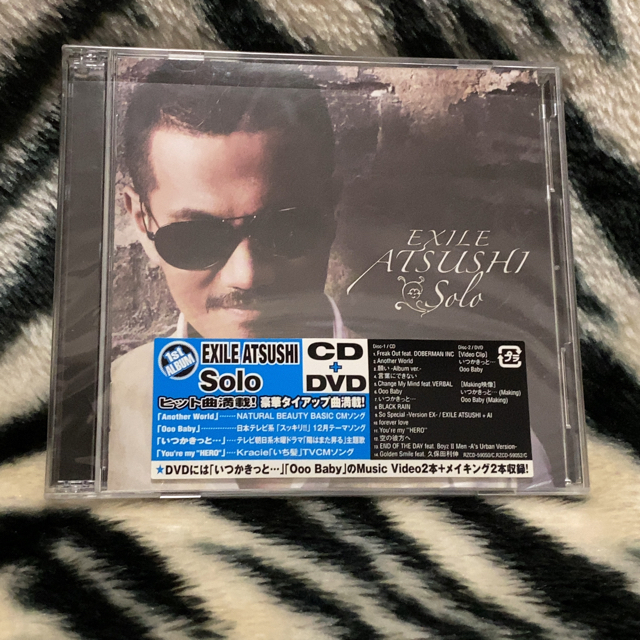 EXILE
ATSUSHI
Solo
1st
ALBUM
EXILE ATSUSHI
Solo
CD
+
DVD
ヒット曲満載!! 豪華タイアップ曲満載!
「Another World」……NATURAL BEAUTY BASIC CMソング
「Ooo Baby」…………日本テレビ系「スッキリ!!」12月テーマソング
「いつかきっと…」……テレビ朝日系木曜ドラマ「陽はまた昇る」主題歌
「You're my "HERO"」……Kracie「いち髪」TVCMソング
★DVDには「いつかきっと…」「Ooo Baby」のMusic Video2本+メイキング2本収録!
Disc-1 / CD
1. Freak Out feat. DOBERMAN INC
2. Another World
3. 願い -Album ver.-
4. 言葉にできない
5. Change My Mind feat. VERBAL
6. Ooo Baby
7. いつかきっと…
8. BLACK RAIN
9. So Special -Version EX- / EXILE ATSUSHI + AI
10. forever love
11. You're my "HERO"
12. 空の彼方へ
13. END OF THE DAY feat. Boyz II Men -A's Urban Version-
14. Golden Smile feat. 久保田利伸
Disc-2 / DVD
[Video Clip]
いつかきっと…
Ooo Baby
[Making映像]
いつかきっと… (Making)
Ooo Baby (Making)
プラ
RZCD-59050/C,RZCD-59052/C